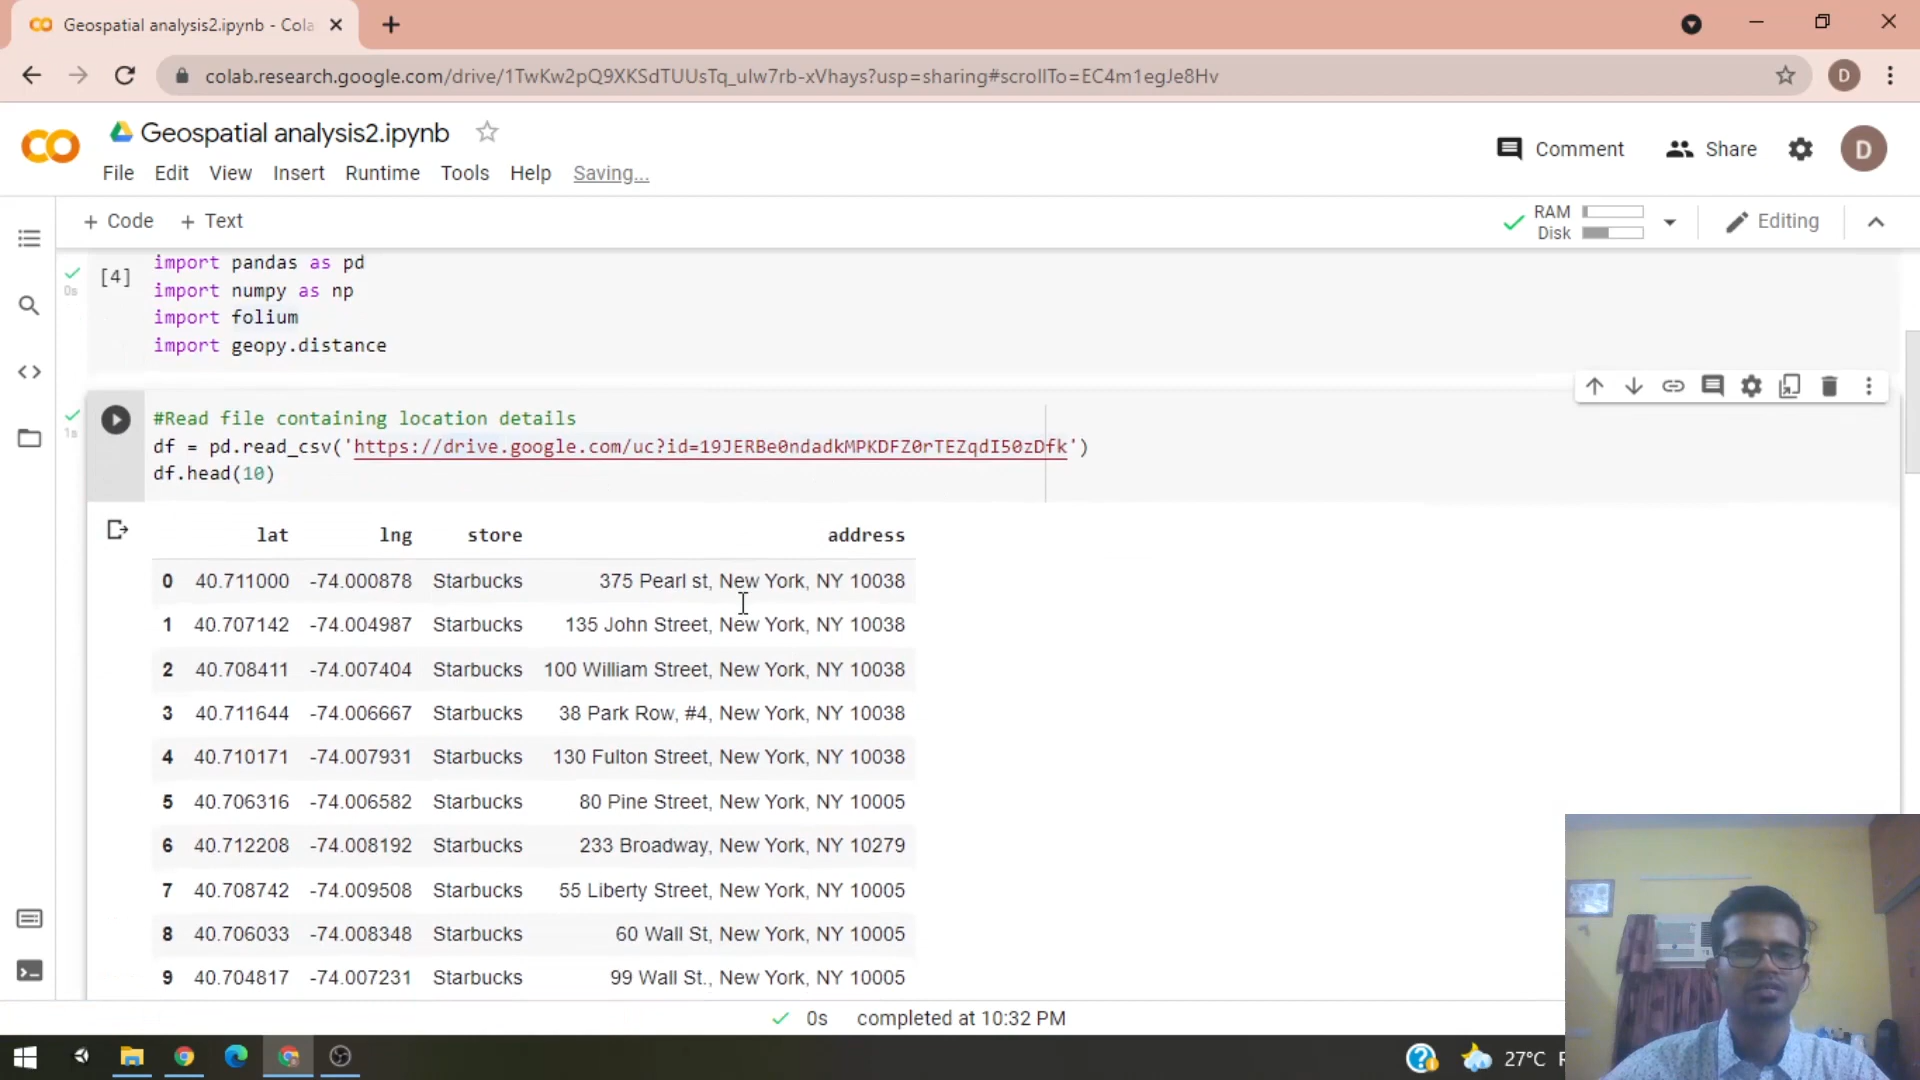 Geospatial analysis2.ipynb - Cola
colab.research.google.com/drive/1TwKw2pQ9XKSdTUUsTq_ulw7rb-xVhays?usp=sharing#scrollTo=EC4m1egJe8Hv
D
Geospatial analysis2.ipynb
Comment
Share
D
File Edit View Insert Runtime Tools Help Saving...
+ Code + Text
RAM
Disk
Editing
[4]
0s
import pandas as pd
import numpy as np
import folium
import geopy.distance
1s
#Read file containing location details
df = pd.read_csv('https://drive.google.com/uc?id=19JERBe0ndadkMPKDFZ0rTEZqdI50zDfk')
df.head(10)
lat lng store address
0 40.711000 -74.000878 Starbucks 375 Pearl st, New York, NY 10038
1 40.707142 -74.004987 Starbucks 135 John Street, New York, NY 10038
2 40.708411 -74.007404 Starbucks 100 William Street, New York, NY 10038
3 40.711644 -74.006667 Starbucks 38 Park Row, #4, New York, NY 10038
4 40.710171 -74.007931 Starbucks 130 Fulton Street, New York, NY 10038
5 40.706316 -74.006582 Starbucks 80 Pine Street, New York, NY 10005
6 40.712208 -74.008192 Starbucks 233 Broadway, New York, NY 10279
7 40.708742 -74.009508 Starbucks 55 Liberty Street, New York, NY 10005
8 40.706033 -74.008348 Starbucks 60 Wall St, New York, NY 10005
9 40.704817 -74.007231 Starbucks 99 Wall St., New York, NY 10005
0s completed at 10:32 PM
27°C